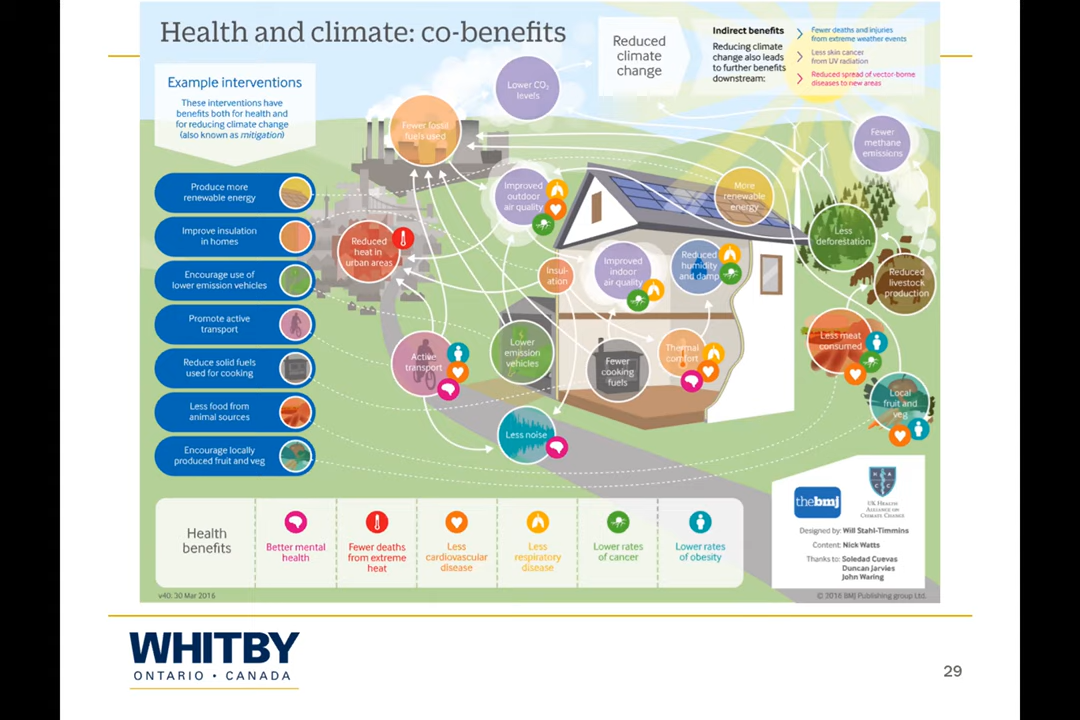 Health and climate: co-benefits
Reduced
climate
change
Indirect benefits
Reducing climate
change also leads
to further benefits
downstream:
Fewer deaths and injuries
from extreme weather events
Less skin cancer
from UV radiation
Reduced spread of vector-borne
diseases to new areas
Example interventions
These interventions have
benefits both for health and
for reducing climate change
(also known as mitigation)
Produce more
renewable energy
Improve insulation
in homes
Encourage use of
lower emission vehicles
Promote active
transport
Reduce solid fuels
used for cooking
Less food from
animal sources
Encourage locally
produced fruit and veg
Lower CO₂
levels
Fewer fossil
fuels used
Fewer
methane
emissions
Improved
outdoor
air quality
More
renewable
energy
Reduced
heat in
urban areas
Insul-
ation
Improved
indoor
air quality
Reduced
humidity
and damp
Less
deforestation
Reduced
livestock
production
Active
transport
Lower
emission
vehicles
Fewer
cooking
fuels
Thermal
comfort
Less meat
consumed
Local
fruit and
veg
Less noise
Health
benefits
Better mental
health
Fewer deaths
from extreme
heat
Less
cardiovascular
disease
Less
respiratory
disease
Lower rates
of cancer
Lower rates
of obesity
thebmj
UK HEALTH
ALLIANCE ON
CLIMATE CHANGE
Designed by: Will Stahl-Timmins
Content: Nick Watts
Thanks to: Soledad Cuevas
Duncan Jarvies
John Waring
v40. 30 Mar 2016
© 2016 BMJ Publishing group Ltd.
WHITBY
ONTARIO • CANADA
29